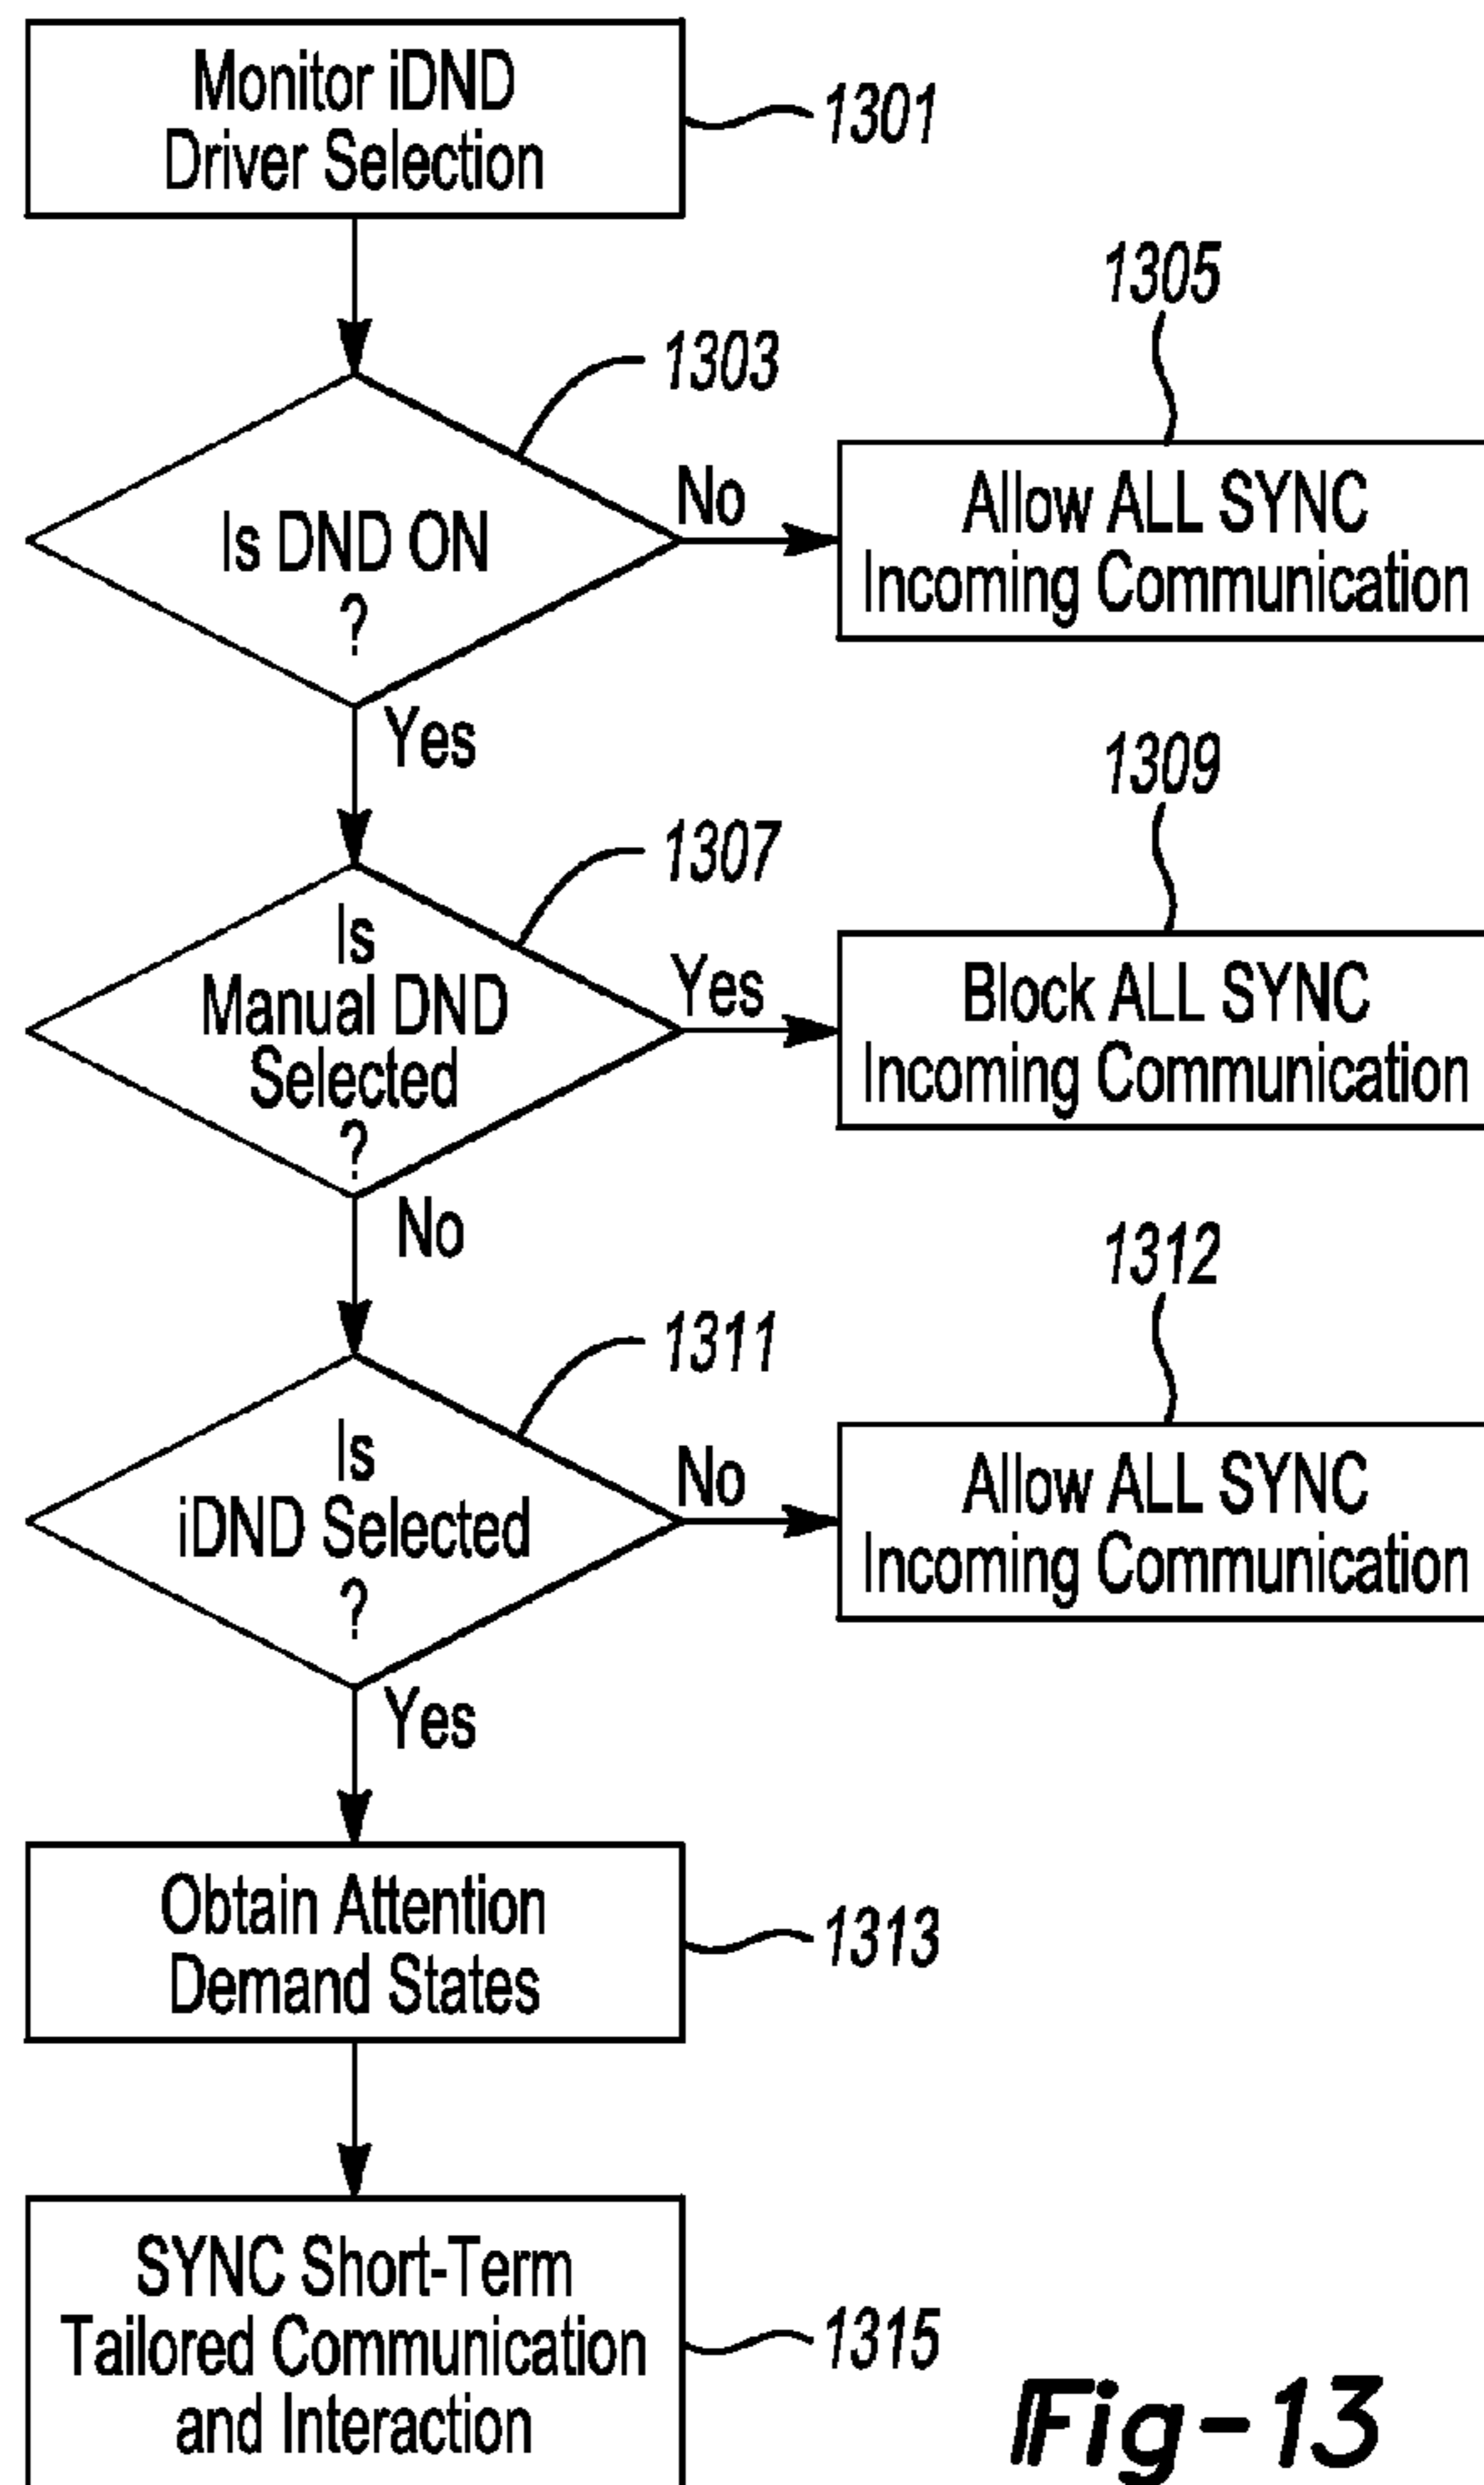 Monitor iDND
Driver Selection
1301
1305
1303
Is DND ON
?
No
Allow ALL SYNC
Incoming Communication
Yes
1309
1307
Is
Manual DND
Selected
?
Yes
Block ALL SYNC
Incoming Communication
No
1312
1311
Is
iDND Selected
?
No
Allow ALL SYNC
Incoming Communication
Yes
Obtain Attention
Demand States
1313
SYNC Short-Term
Tailored Communication
and Interaction
1315
Fig-13